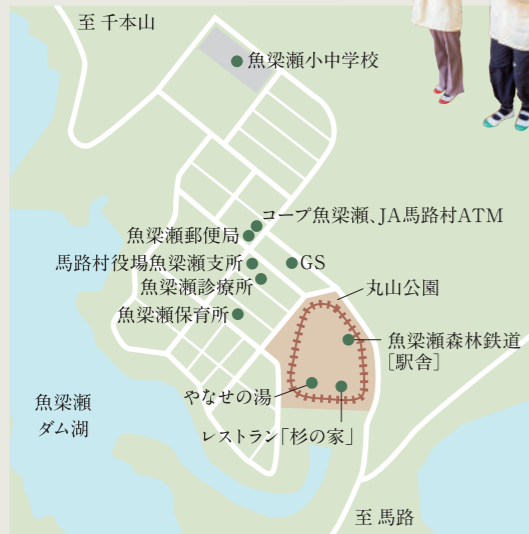 至 千本山
魚梁瀬小中学校
コープ魚梁瀬、JA馬路村ATM
魚梁瀬郵便局
馬路村役場魚梁瀬支所
GS
魚梁瀬診療所
丸山公園
魚梁瀬保育所
魚梁瀬森林鉄道
[駅舎]
やなせの湯
魚梁瀬
ダム湖
レストラン「杉の家」
至 馬路